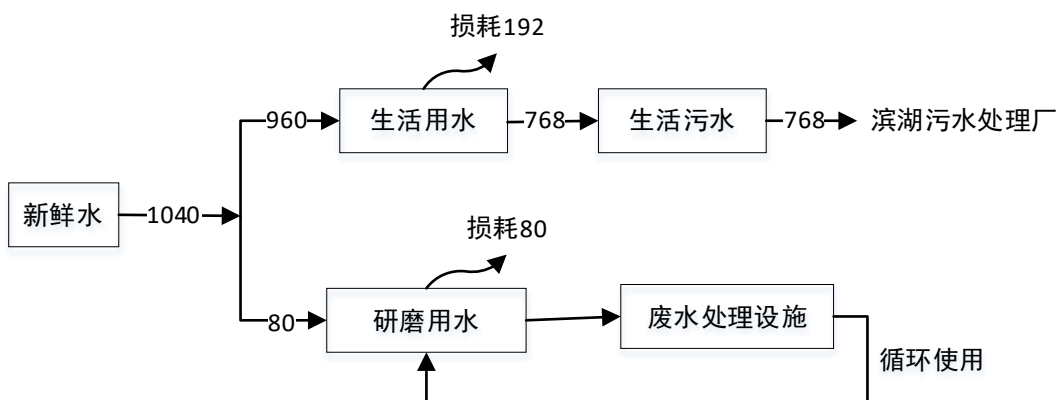 损耗192
960
生活用水
768
生活污水
768
滨湖污水处理厂
新鲜水
1040
损耗80
80
研磨用水
废水处理设施
循环使用